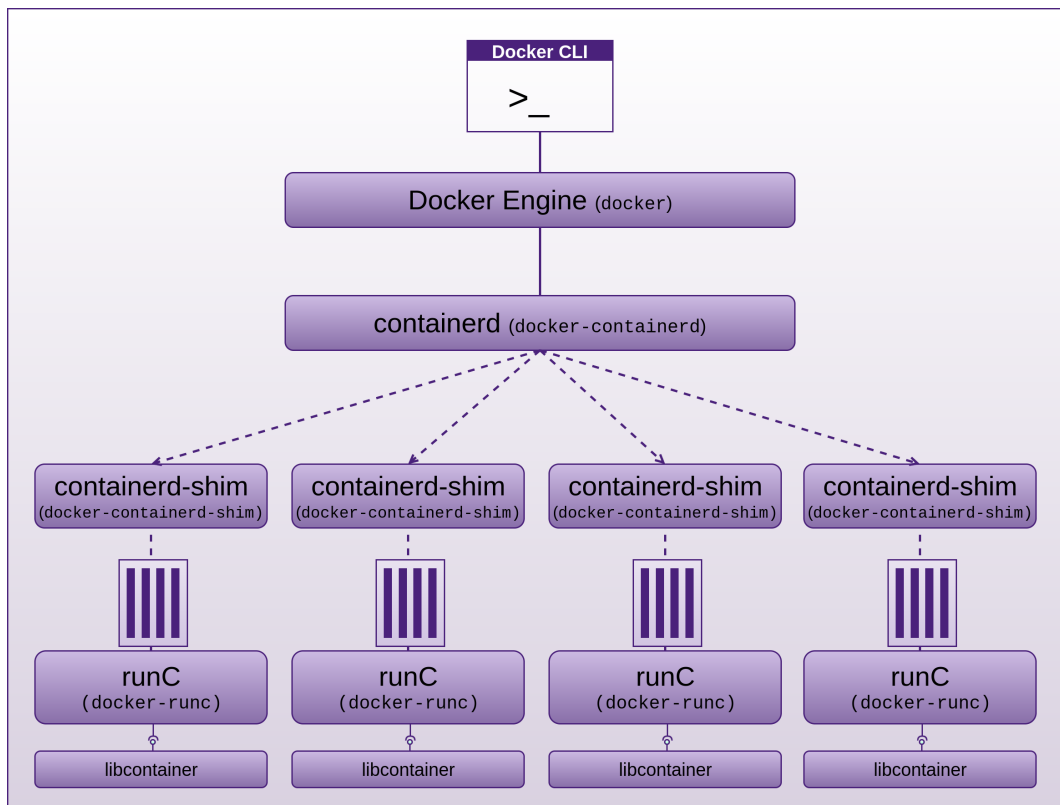 Docker CLI
>_
Docker Engine (docker)
containerd (docker-containerd)
containerd-shim
(docker-containerd-shim)
containerd-shim
(docker-containerd-shim)
containerd-shim
(docker-containerd-shim)
containerd-shim
(docker-containerd-shim)
runC
(docker-runc)
runC
(docker-runc)
runC
(docker-runc)
runC
(docker-runc)
libcontainer
libcontainer
libcontainer
libcontainer